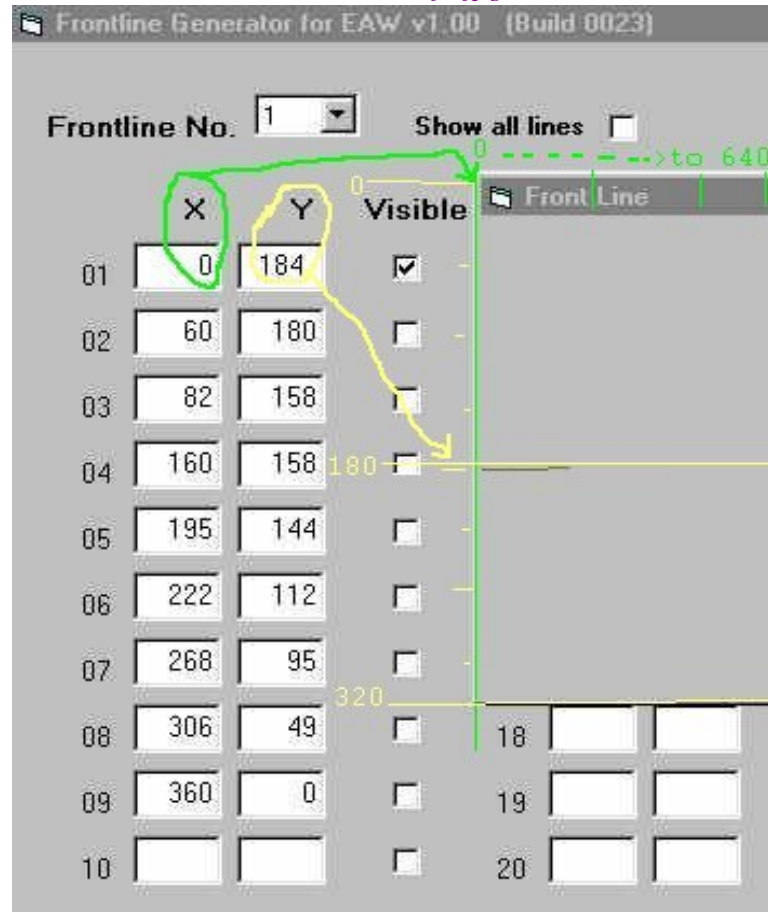 Frontline Generator for EAW v1.00 (Build 0023)
Frontline No. 1 Show all lines
0 - - - - - -->to 640
X Y 0 Visible Front Line
01 0 184
02 60 180
03 82 158
04 160 158 180
05 195 144
06 222 112
07 268 95
320
08 306 49 18
09 360 0 19
10 20